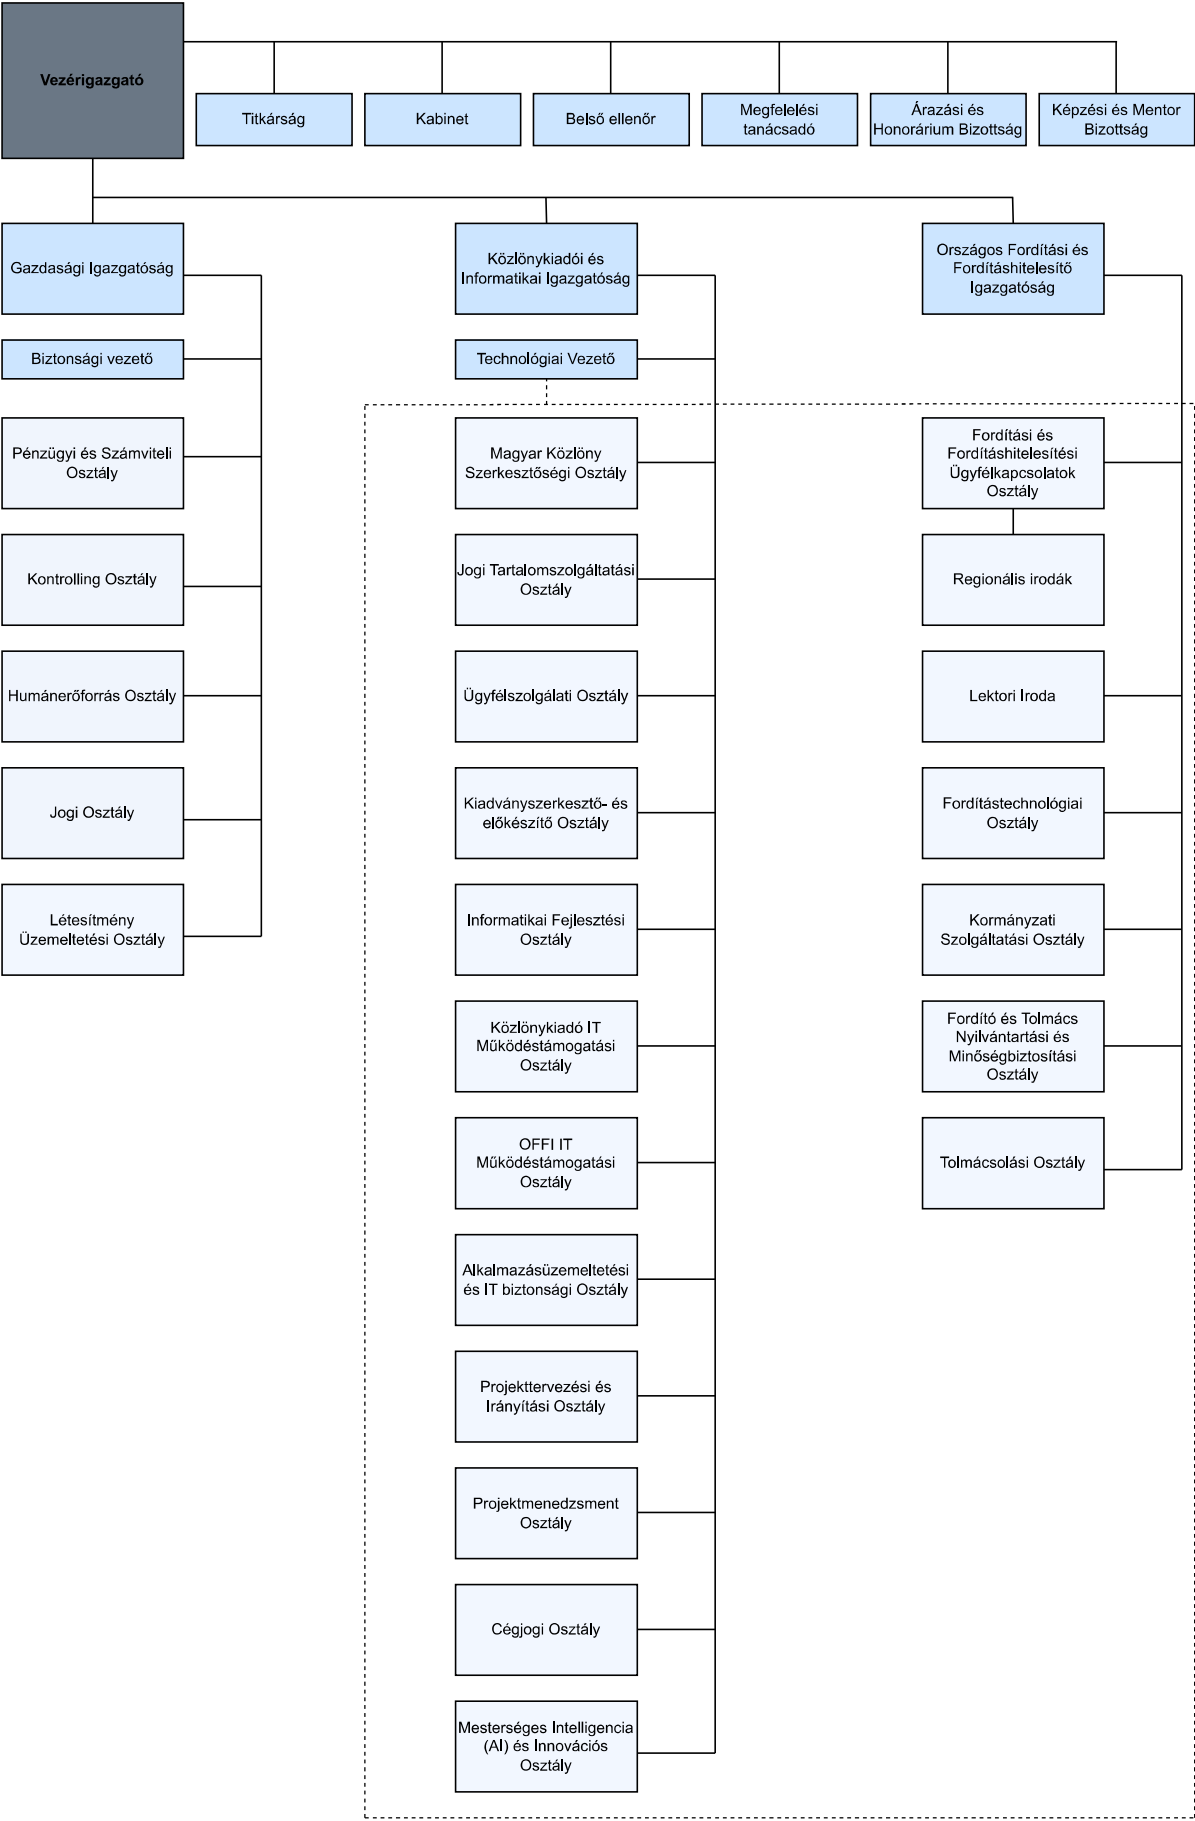 Vezérigazgató
Titkárság
Kabinet
Belső ellenőr
Megfelelési
tanácsadó
Árazási és
Honorárium Bizottság
Képzési és Mentor
Bizottság
Gazdasági Igazgatóság
Biztonsági vezető
Pénzügyi és Számviteli
Osztály
Kontrolling Osztály
Humánerőforrás Osztály
Jogi Osztály
Létesítmény
Üzemeltetési Osztály
Közlönykiadói és
Informatikai Igazgatóság
Technológiai Vezető
Magyar Közlöny
Szerkesztőségi Osztály
Jogi Tartalomszolgáltatási
Osztály
Ügyfélszolgálati Osztály
Kiadványszerkesztő- és
előkészítő Osztály
Informatikai Fejlesztési
Osztály
Közlönykiadó IT
Működéstámogatási
Osztály
OFFI IT
Működéstámogatási
Osztály
Alkalmazásüzemeltetési
és IT biztonsági Osztály
Projekttervezési és
Irányítási Osztály
Projektmenedzsment
Osztály
Cégjogi Osztály
Mesterséges Intelligencia
(AI) és Innovációs
Osztály
Országos Fordítási és
Fordításhitelesítő
Igazgatóság
Fordítási és
Fordításhitelesítési
Ügyfélkapcsolatok
Osztály
Regionális irodák
Lektori Iroda
Fordítástechnológiai
Osztály
Kormányzati
Szolgáltatási Osztály
Fordító és Tolmács
Nyilvántartási és
Minőségbiztosítási
Osztály
Tolmácsolási Osztály